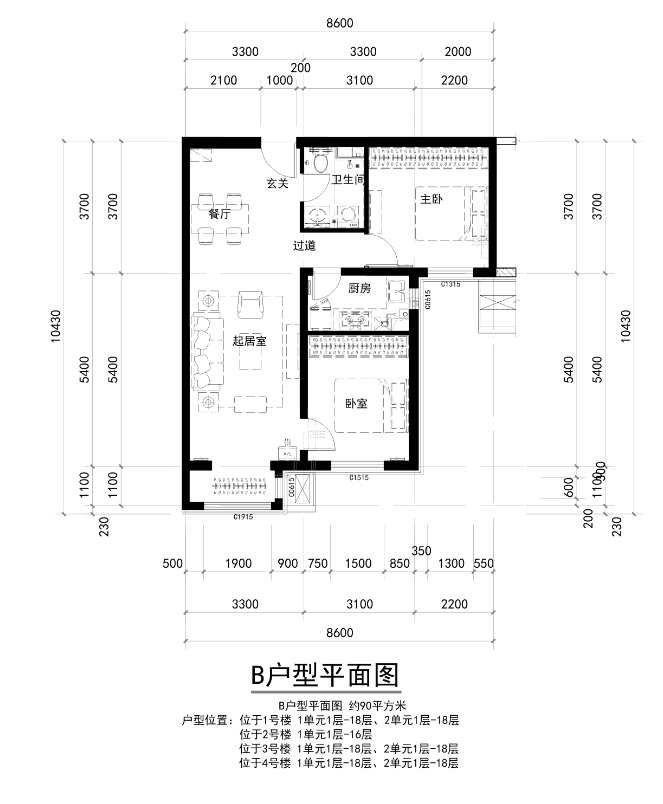 8600
3300 3300 2000
200
2100 1000 3100 2200
玄关
卫生间
主卧
餐厅
过道
3700 3700
3700 3700
厨房
C1315
C0615
10430
10430
起居室
5400 5400
5400 5400
卧室
A/C
C1515
C0615
C1915
1100 1100
230
900
600 1100
200 230
350
500 1900 900 750 1500 850 1300 550
3300 3100 2200
8600
B户型平面图
B户型平面图 约90平方米
户型位置: 位于1号楼 1单元1层-18层、2单元1层-18层
位于2号楼 1单元1层-16层
位于3号楼 1单元1层-18层、2单元1层-18层
位于4号楼 1单元1层-18层、2单元1层-18层